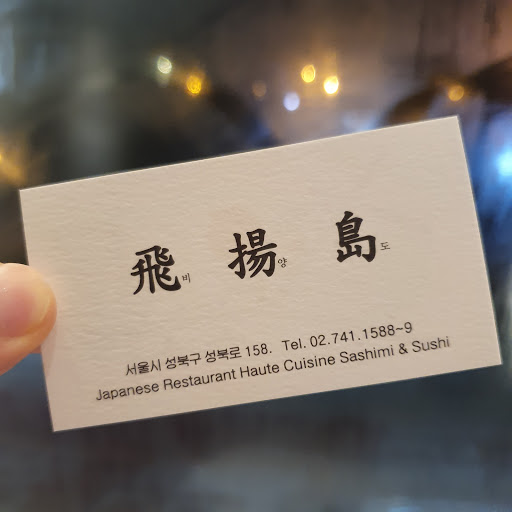 飛비 揚양 島도
서울시 성북구 성북로 158. Tel. 02.741.1588~9
Japanese Restaurant Haute Cuisine Sashimi & Sushi